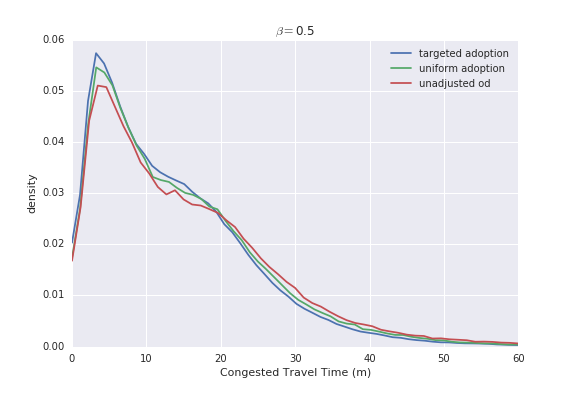 β = 0.5
0.06
0.05
0.04
0.03
0.02
0.01
0.00
density
targeted adoption
uniform adoption
unadjusted od
0 10 20 30 40 50 60
Congested Travel Time (m)